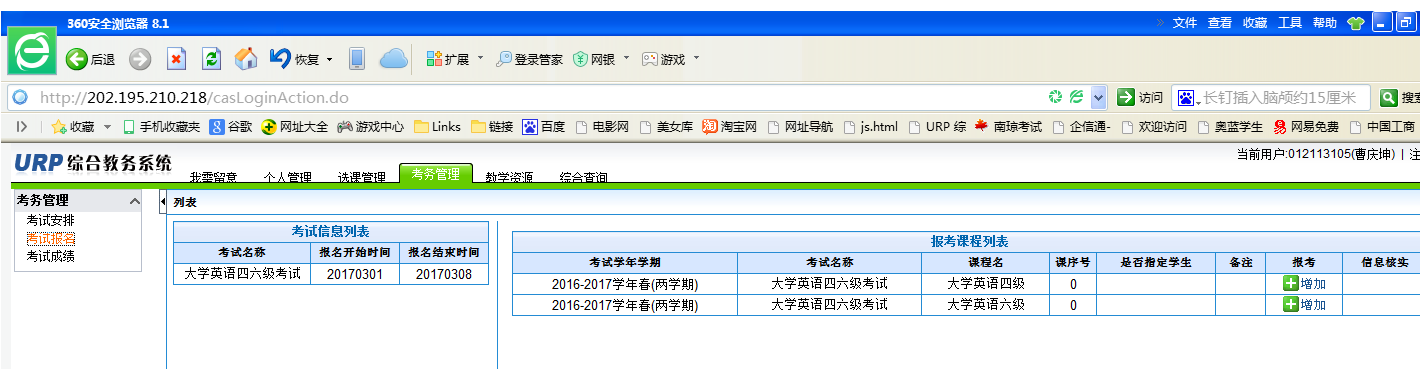 360安全浏览器 8.1
» 文件 查看 收藏 工具 帮助
后退 恢复 扩展 登录管家 网银 游戏
http://202.195.210.218/casLoginAction.do 访问 长钉插入脑颅约15厘米 搜索
收藏 手机收藏夹 谷歌 网址大全 游戏中心 Links 链接 百度 电影网 美女库 淘宝网 网址导航 js.html URP 综 南琼考试 企信通- 欢迎访问 奥蓝学生 网易免费 中国工商
URP 综合教务系统
当前用户:012113105(曹庆坤) | 注
我需留意 个人管理 选课管理 考务管理 教学资源 综合查询
考务管理
考试安排
考试报名
考试成绩
列表
考试信息列表
考试名称 报名开始时间 报名结束时间
大学英语四六级考试 20170301 20170308
报考课程列表
考试学年学期 考试名称 课程名 课序号 是否指定学生 备注 报考 信息核实
2016-2017学年春(两学期) 大学英语四六级考试 大学英语四级 0 增加
2016-2017学年春(两学期) 大学英语四六级考试 大学英语六级 0 增加